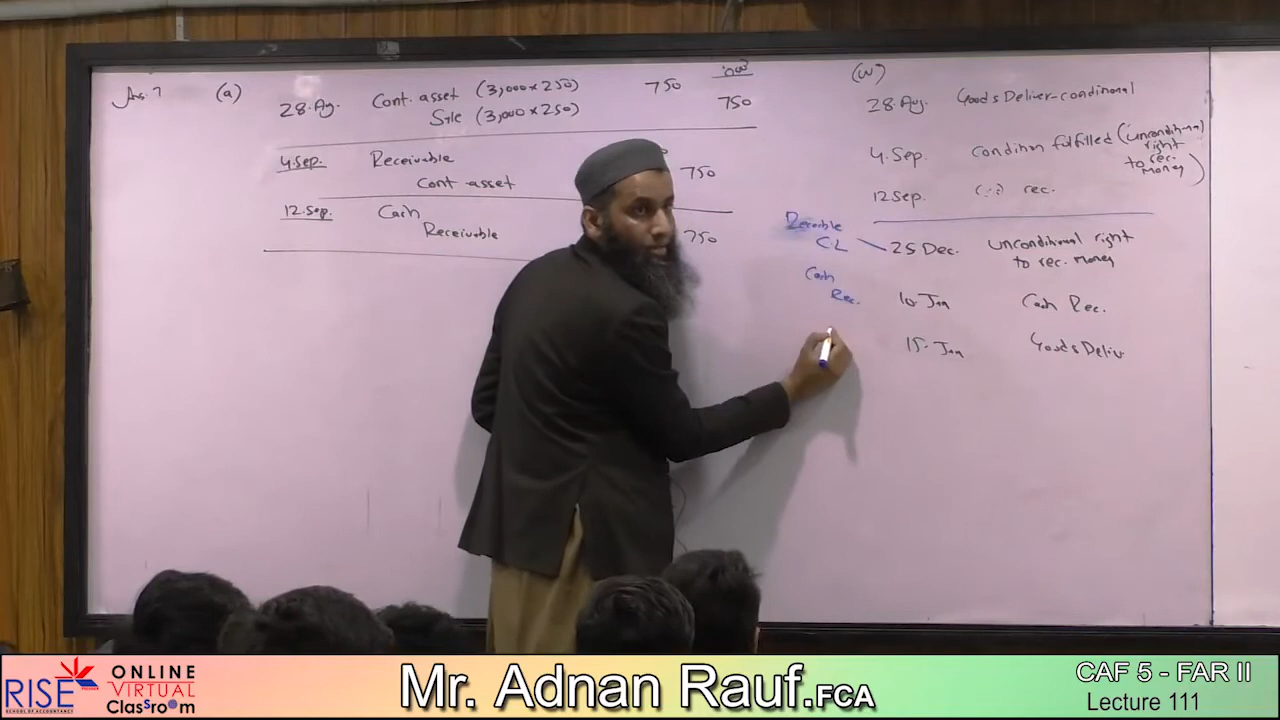 Ans. 7 (a)
28. Aug. Cont. asset (3,000 x 250) 750
Sale (3,000 x 250) 750
4. Sep. Receivable
Cont asset 750
12. Sep. Cash
Receivable 750
(W)
28. Aug. Goods Deliver - conditional
4. Sep. Condition fulfilled (unconditional
right
to rec.
money)
12 Sep. rec.
Receivable
C.L 25 Dec. unconditional right
to rec. money
Cash
Rec. 10. Jan Cash Rec.
15. Jan Goods Deliv.
RISE
SCHOOL OF ACCOUNTANCY
ONLINE
VIRTUAL
ClasSroom
Mr. Adnan Rauf.FCA
CAF 5 - FAR II
Lecture 111